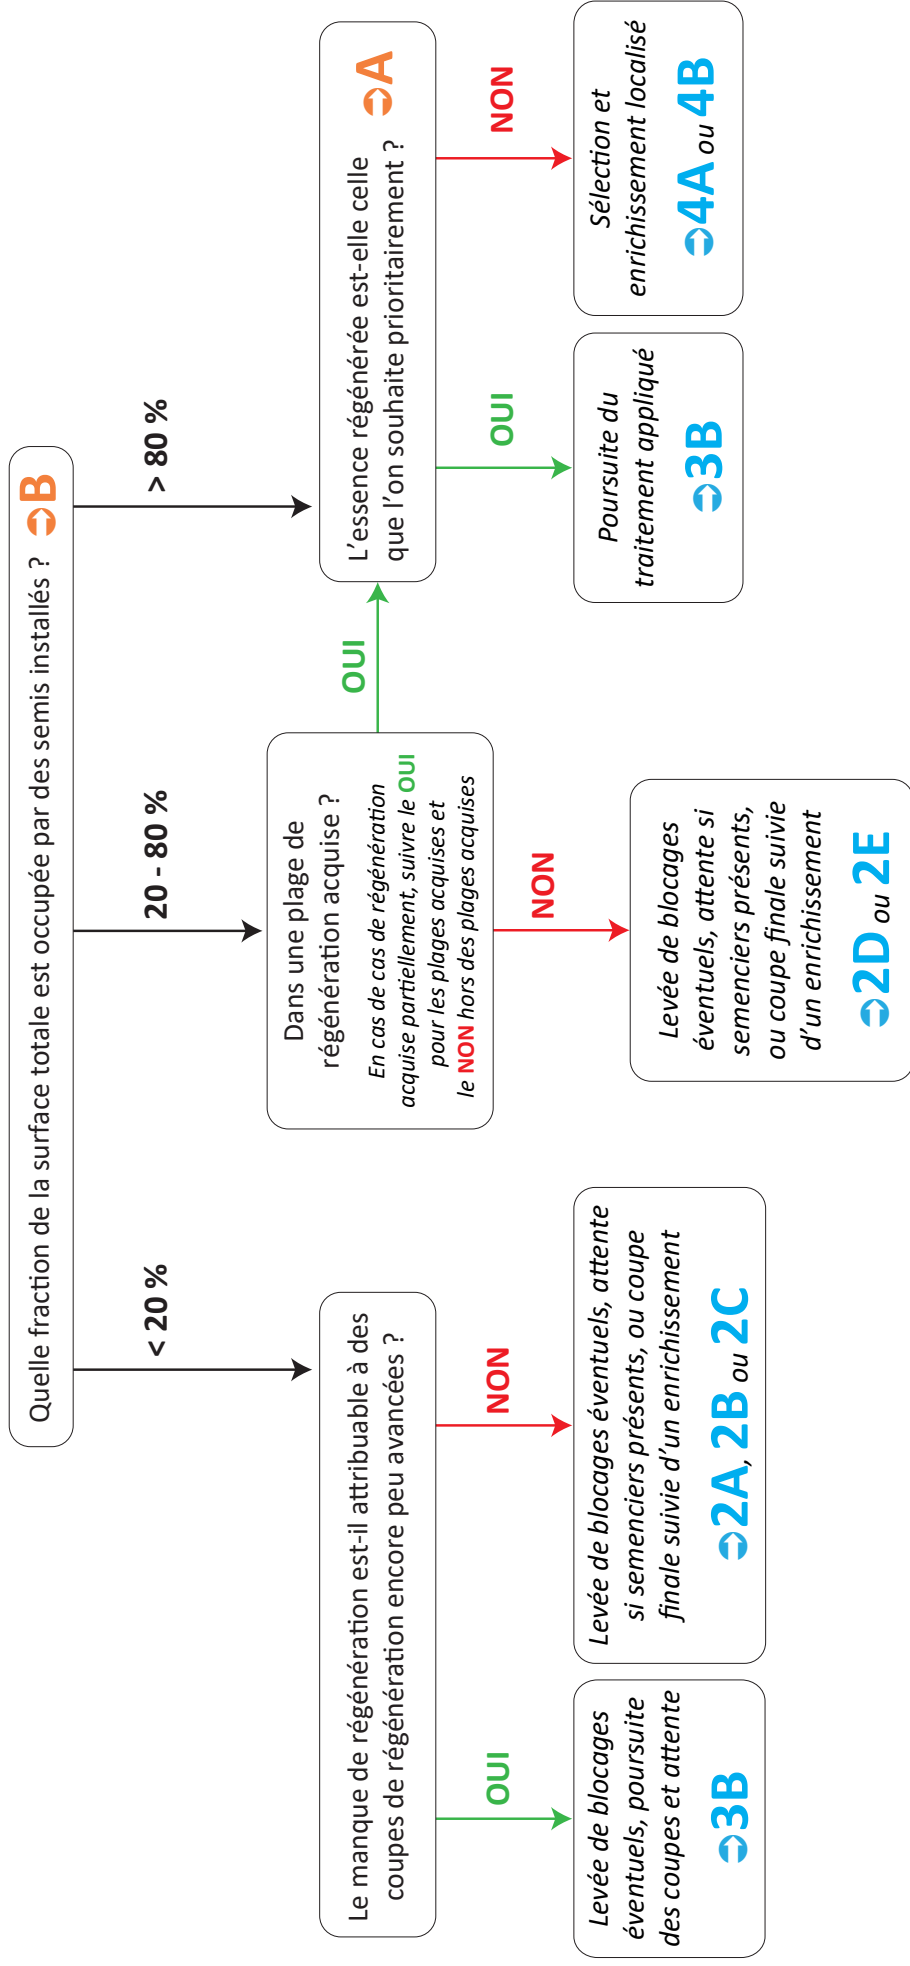 Quelle fraction de la surface totale est occupée par des semis installés ? ➲B
< 20 %
20 - 80 %
> 80 %
Le manque de régénération est-il attribuable à des
coupes de régénération encore peu avancées ?
Dans une plage de
régénération acquise ?
En cas de cas de régénération
acquise partiellement, suivre le OUI
pour les plages acquises et
le NON hors des plages acquises
OUI
L'essence régénérée est-elle celle
que l'on souhaite prioritairement ?
➲A
OUI
NON
NON
OUI
NON
Levée de blocages
éventuels, poursuite
des coupes et attente
➲3B
Levée de blocages éventuels, attente
si semenciers présents, ou coupe
finale suivie d'un enrichissement
➲2A, 2B ou 2C
Levée de blocages
éventuels, attente si
semenciers présents,
ou coupe finale suivie
d'un enrichissement
➲2D ou 2E
Poursuite du
traitement appliqué
➲3B
Sélection et
enrichissement localisé
➲4A ou 4B